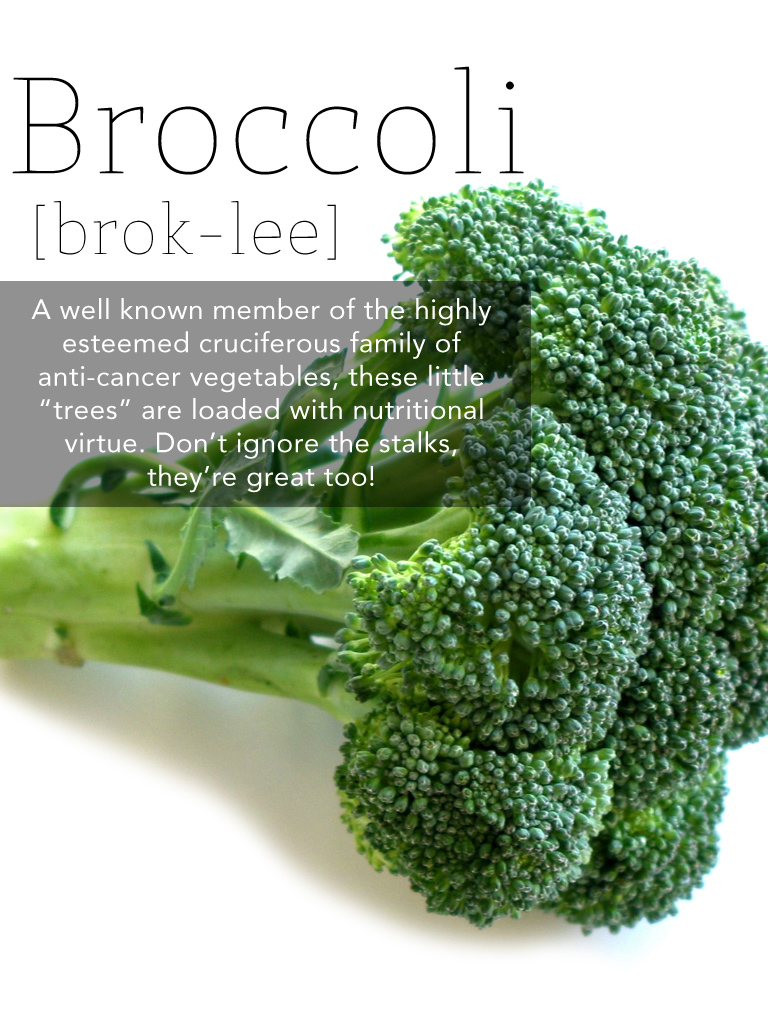 Broccoli
[brok-lee]
A well known member of the highly
esteemed cruciferous family of
anti-cancer vegetables, these little
“trees” are loaded with nutritional
virtue. Don’t ignore the stalks,
they’re great too!